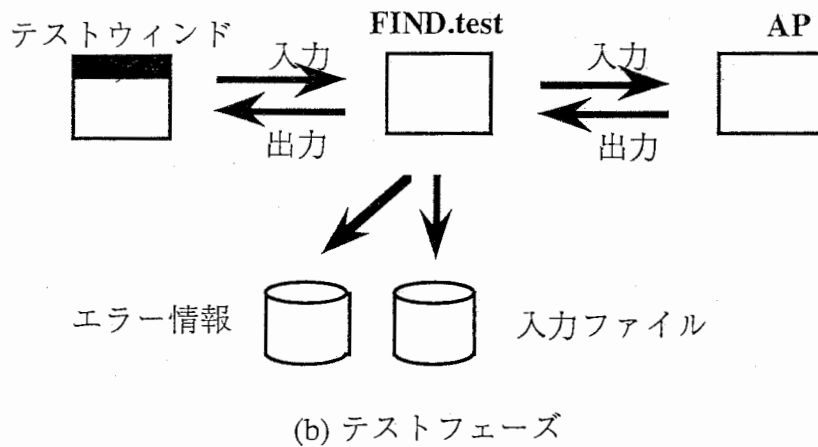 テストウィンド
FIND.test
AP
入力
入力
出力
出力
エラー情報
入力ファイル
(b) テストフェーズ